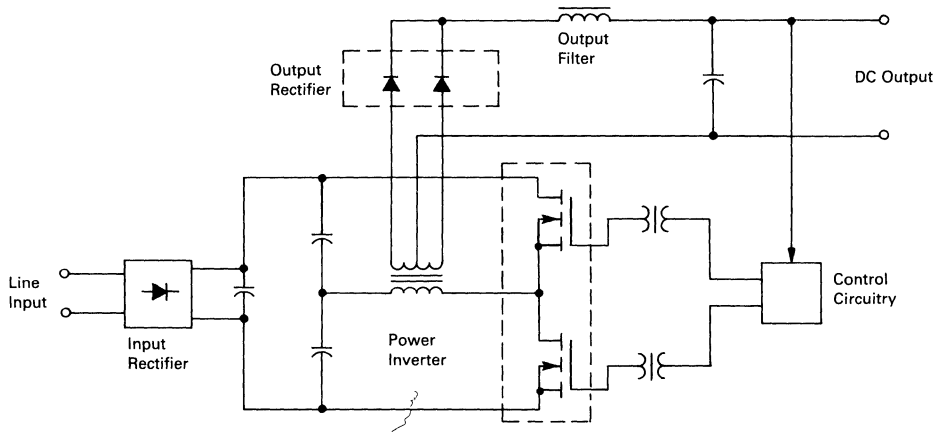 Output
Filter
Output
Rectifier
DC Output
Line
Input
Control
Circuitry
Power
Inverter
Input
Rectifier